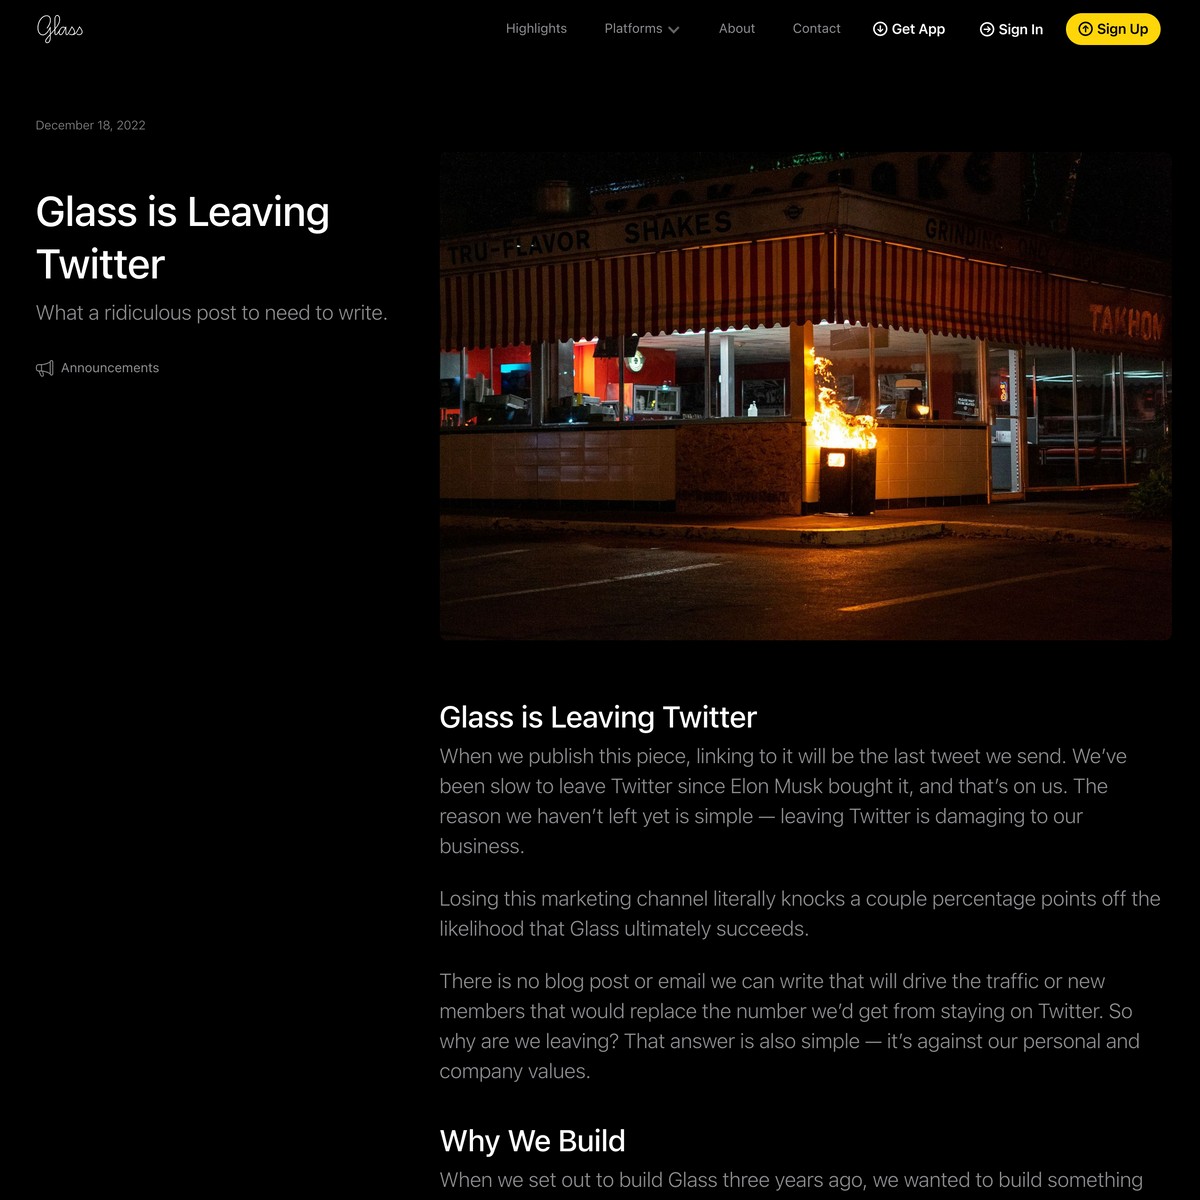 Glass
Highlights
Platforms
About
Contact
Get App
Sign In
Sign Up
December 18, 2022
Glass is Leaving
Twitter
What a ridiculous post to need to write.
Announcements
TRU-FLAVOR SHAKES
GRINDING
Glass is Leaving Twitter
When we publish this piece, linking to it will be the last tweet we send. We’ve
been slow to leave Twitter since Elon Musk bought it, and that’s on us. The
reason we haven’t left yet is simple — leaving Twitter is damaging to our
business.
Losing this marketing channel literally knocks a couple percentage points off the
likelihood that Glass ultimately succeeds.
There is no blog post or email we can write that will drive the traffic or new
members that would replace the number we’d get from staying on Twitter. So
why are we leaving? That answer is also simple — it’s against our personal and
company values.
Why We Build
When we set out to build Glass three years ago, we wanted to build something